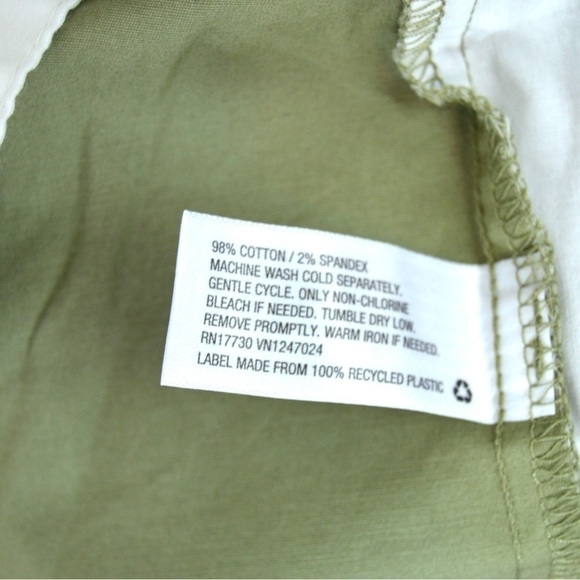 98% COTTON / 2% SPANDEX
MACHINE WASH COLD SEPARATELY.
GENTLE CYCLE. ONLY NON-CHLORINE
BLEACH IF NEEDED. TUMBLE DRY LOW.
REMOVE PROMPTLY. WARM IRON IF NEEDED.
RN17730 VN1247024
LABEL MADE FROM 100% RECYCLED PLASTIC